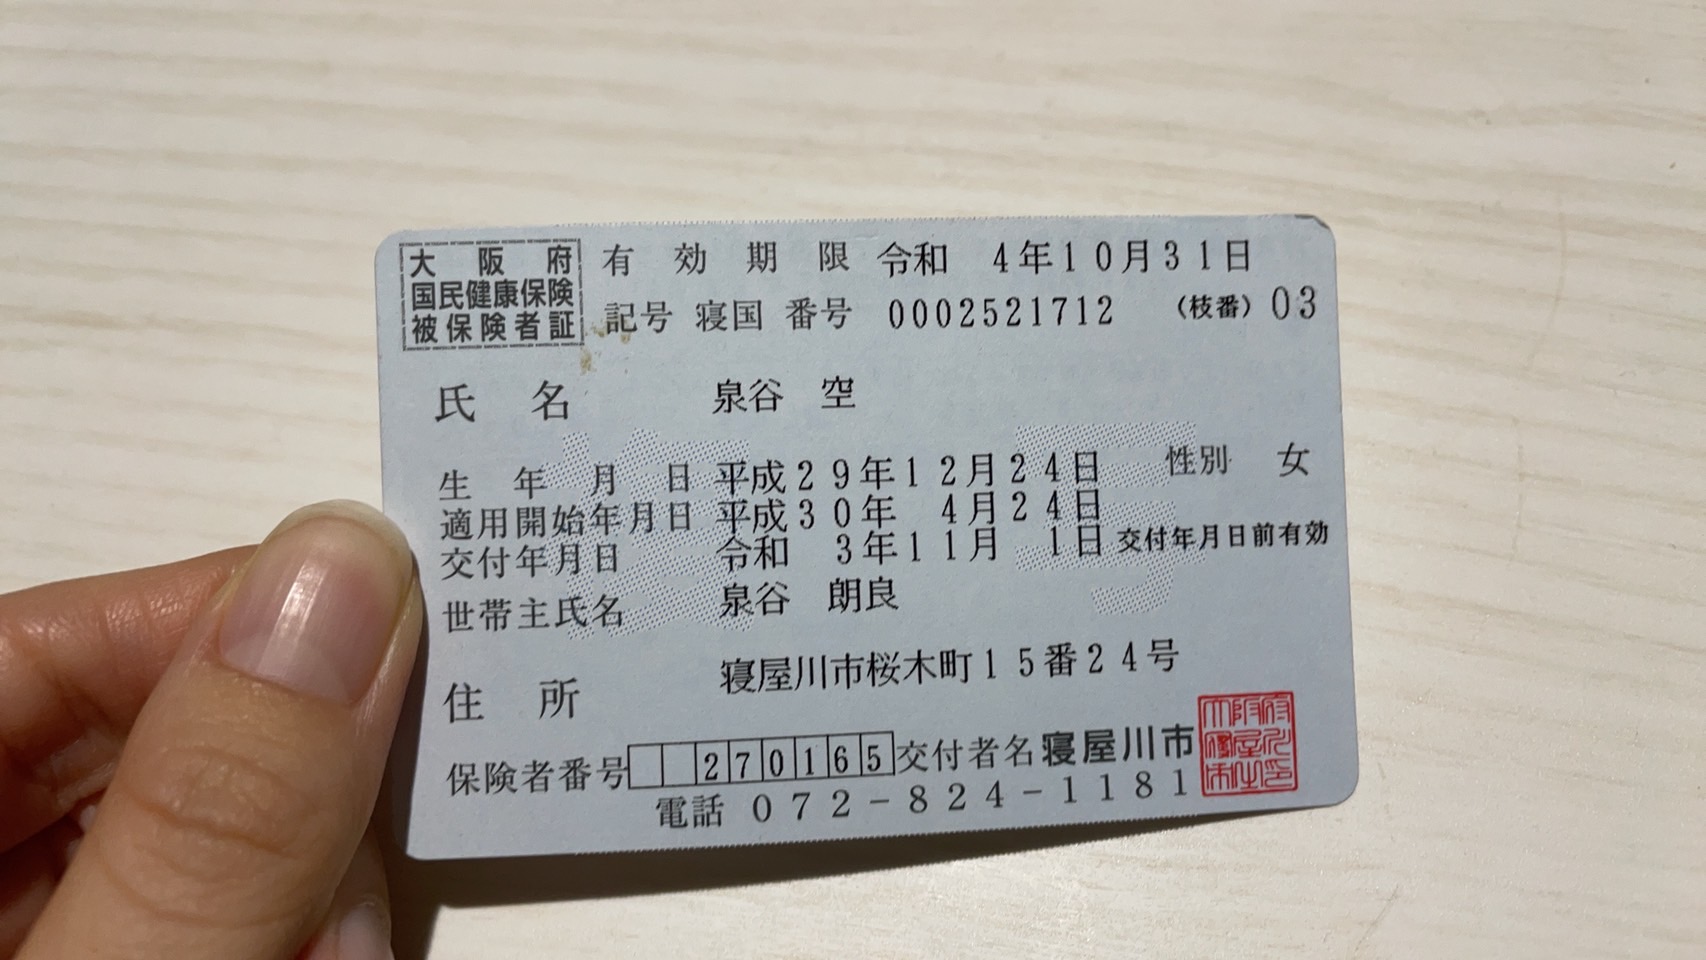 大阪府
国民健康保険
被保険者証
有効期限 令和 4年10月31日
記号 寝国 番号 0002521712 (枝番) 03
氏名 泉谷 空
生年月日 平成29年12月24日 性別 女
適用開始年月日 平成30年 4月24日
交付年月日 令和 3年11月 1日 交付年月日前有効
世帯主氏名 泉谷 朗良
住所 寝屋川市桜木町15番24号
保険者番号 270165 交付者名 寝屋川市
電話 072-824-1181